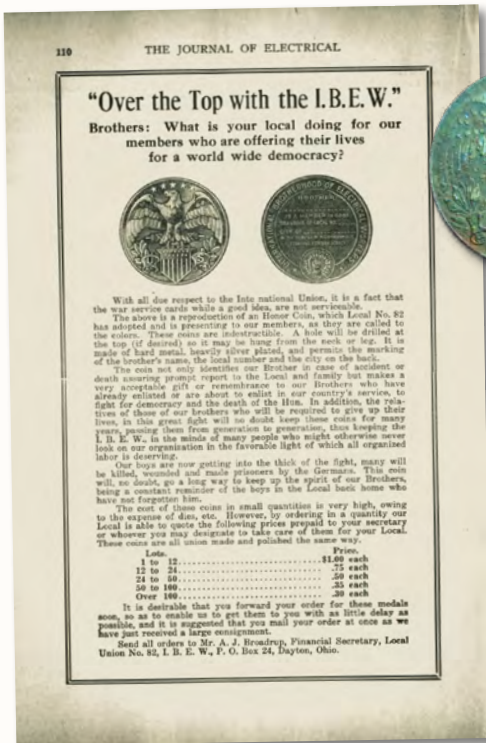 110
THE JOURNAL OF ELECTRICAL
"Over the Top with the I.B.E.W."
Brothers: What is your local doing for our
members who are offering their lives
for a world wide democracy?
With all due respect to the Inte national Union, it is a fact that
the war service cards while a good idea, are not serviceable.
The above is a reproduction of an Honor Coin, which Local No. 82
has adopted and is presenting to our members, as they are called to
the colors. These coins are indestructible. A hole will be drilled at
the top (if desired) so it may be hung from the neck or leg. It is
made of hard metal, heavily silver plated, and permits the marking
of the brother's name, the local number and the city on the back.
The coin not only identifies our Brother in case of accident or
death assuring prompt report to the Local and family but makes a
very acceptable gift or remembrance to our Brothers who have
already enlisted or are about to enlist in our country's service, to
fight for democracy and the death of the Hun. In addition, the rela-
tives of those of our brothers who will be required to give up their
lives, in this great fight will no doubt keep these coins for many
years, passing them from generation to generation, thus keeping the
I. B. E. W., in the minds of many people who might otherwise never
look on our organization in the favorable light of which all organized
labor is deserving.
Our boys are now getting into the thick of the fight, many will
be killed, wounded and made prisoners by the Germans. This coin
will, no doubt, go a long way to keep up the spirit of our Brothers,
being a constant reminder of the boys in the Local back home who
have not forgotten him.
The cost of these coins in small quantities is very high, owing
to the expense of dies, etc. However, by ordering in a quantity our
Local is able to quote the following prices prepaid to your secretary
or whoever you may designate to take care of them for your Local.
These coins are all union made and polished the same way.
Lots. Price.
1 to 12 $1.00 each
12 to 24 .75 each
24 to 50 .50 each
50 to 100 .35 each
Over 100 .30 each
It is desirable that you forward your order for these medals
soon, so as to enable us to get them to you with as little delay as
possible, and it is suggested that you mail your order at once as we
have just received a large consignment.
Send all orders to Mr. A. J. Broadrup, Financial Secretary, Local
Union No. 82, I. B. E. W., P. O. Box 24, Dayton, Ohio.